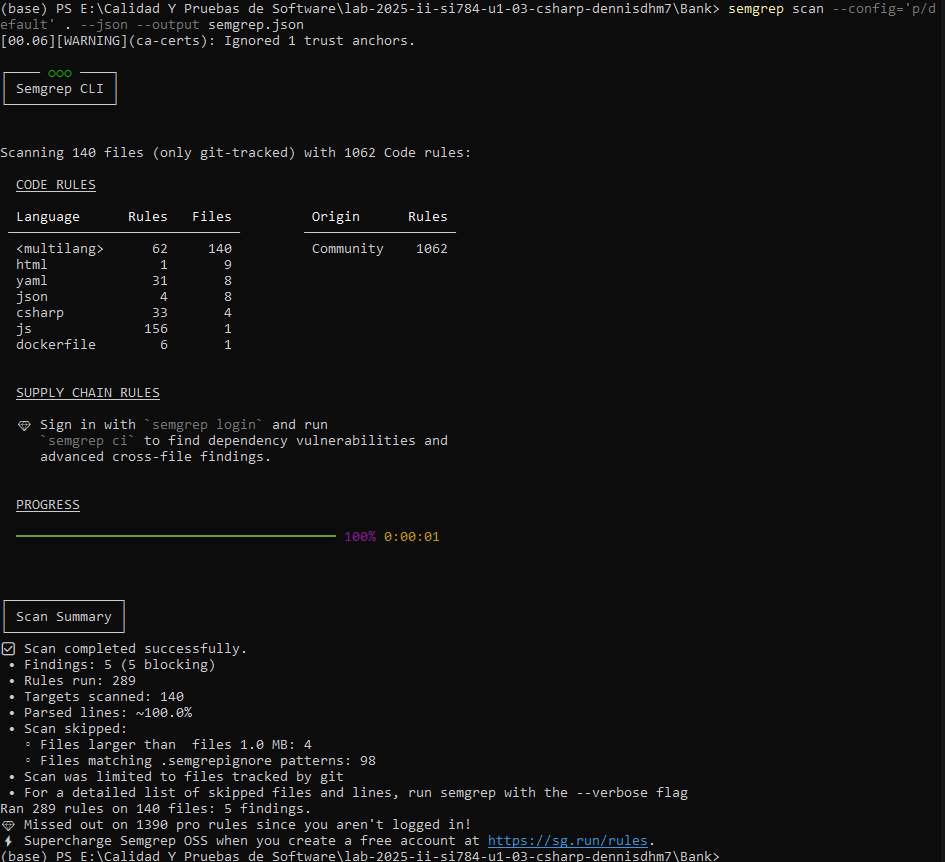 (base) PS E:\Calidad Y Pruebas de Software\lab-2025-ii-si784-u1-03-csharp-dennisdhm7\Bank> semgrep scan --config='p/d
efault' . --json --output semgrep.json
[00.06][WARNING](ca-certs): Ignored 1 trust anchors.
○○○
Semgrep CLI
Scanning 140 files (only git-tracked) with 1062 Code rules:
CODE RULES
Language Rules Files Origin Rules
<multilang> 62 140 Community 1062
html 1 9
yaml 31 8
json 4 8
csharp 33 4
js 156 1
dockerfile 6 1
SUPPLY CHAIN RULES
Sign in with `semgrep login` and run
`semgrep ci` to find dependency vulnerabilities and
advanced cross-file findings.
PROGRESS
100% 0:00:01
Scan Summary
Scan completed successfully.
• Findings: 5 (5 blocking)
• Rules run: 289
• Targets scanned: 140
• Parsed lines: ~100.0%
• Scan skipped:
◦ Files larger than  files 1.0 MB: 4
◦ Files matching .semgrepignore patterns: 98
• Scan was limited to files tracked by git
• For a detailed list of skipped files and lines, run semgrep with the --verbose flag
Ran 289 rules on 140 files: 5 findings.
Missed out on 1390 pro rules since you aren't logged in!
Supercharge Semgrep OSS when you create a free account at https://sg.run/rules.
(base) PS E:\Calidad Y Pruebas de Software\lab-2025-ii-si784-u1-03-csharp-dennisdhm7\Bank>